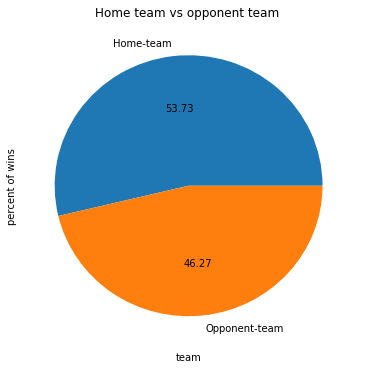 Home team vs opponent team
Home-team
53.73
percent of wins
46.27
Opponent-team
team